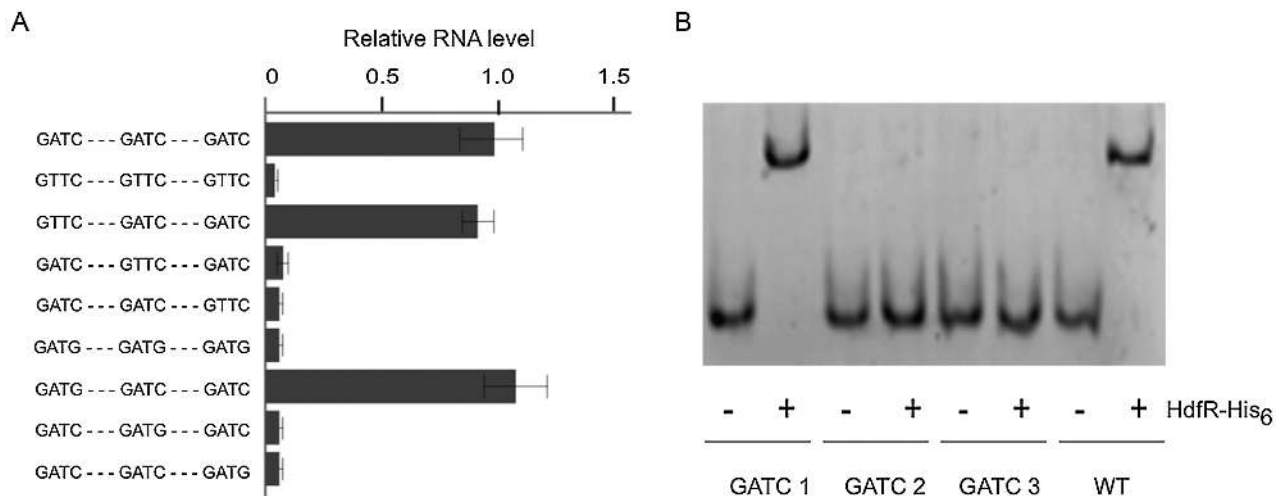 A
Relative RNA level
0 0.5 1.0 1.5
GATC --- GATC --- GATC
GTTC --- GTTC --- GTTC
GTTC --- GATC --- GATC
GATC --- GTTC --- GATC
GATC --- GATC --- GTTC
GATG --- GATG --- GATG
GATG --- GATC --- GATC
GATC --- GATG --- GATC
GATC --- GATC --- GATG
B
- + - + - + - + HdfR-His6
GATC 1 GATC 2 GATC 3 WT